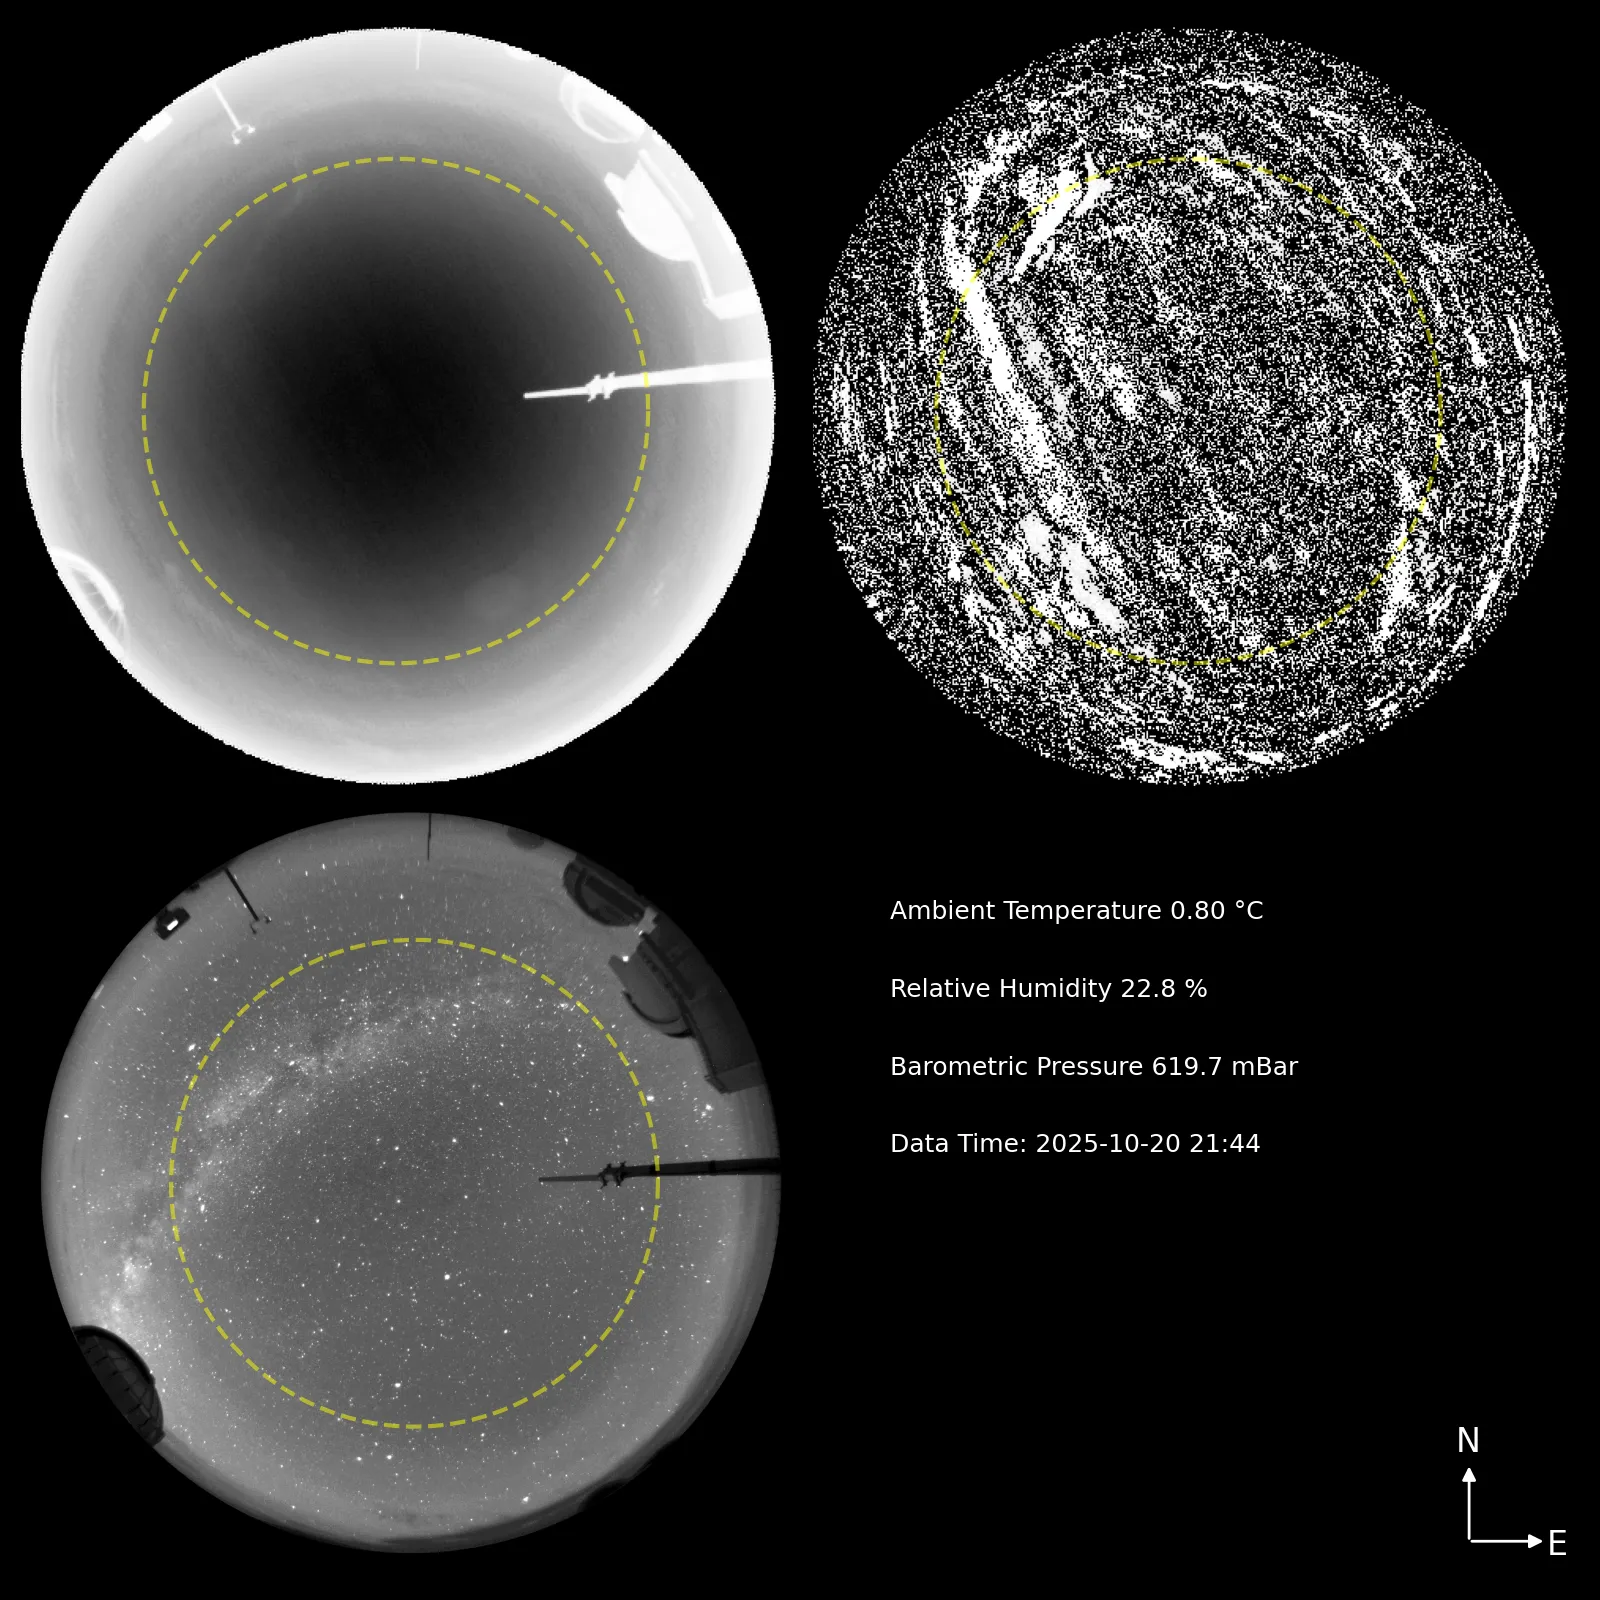 Ambient Temperature 0.80 °C
Relative Humidity 22.8 %
Barometric Pressure 619.7 mBar
Data Time: 2025-10-20 21:44
N
E